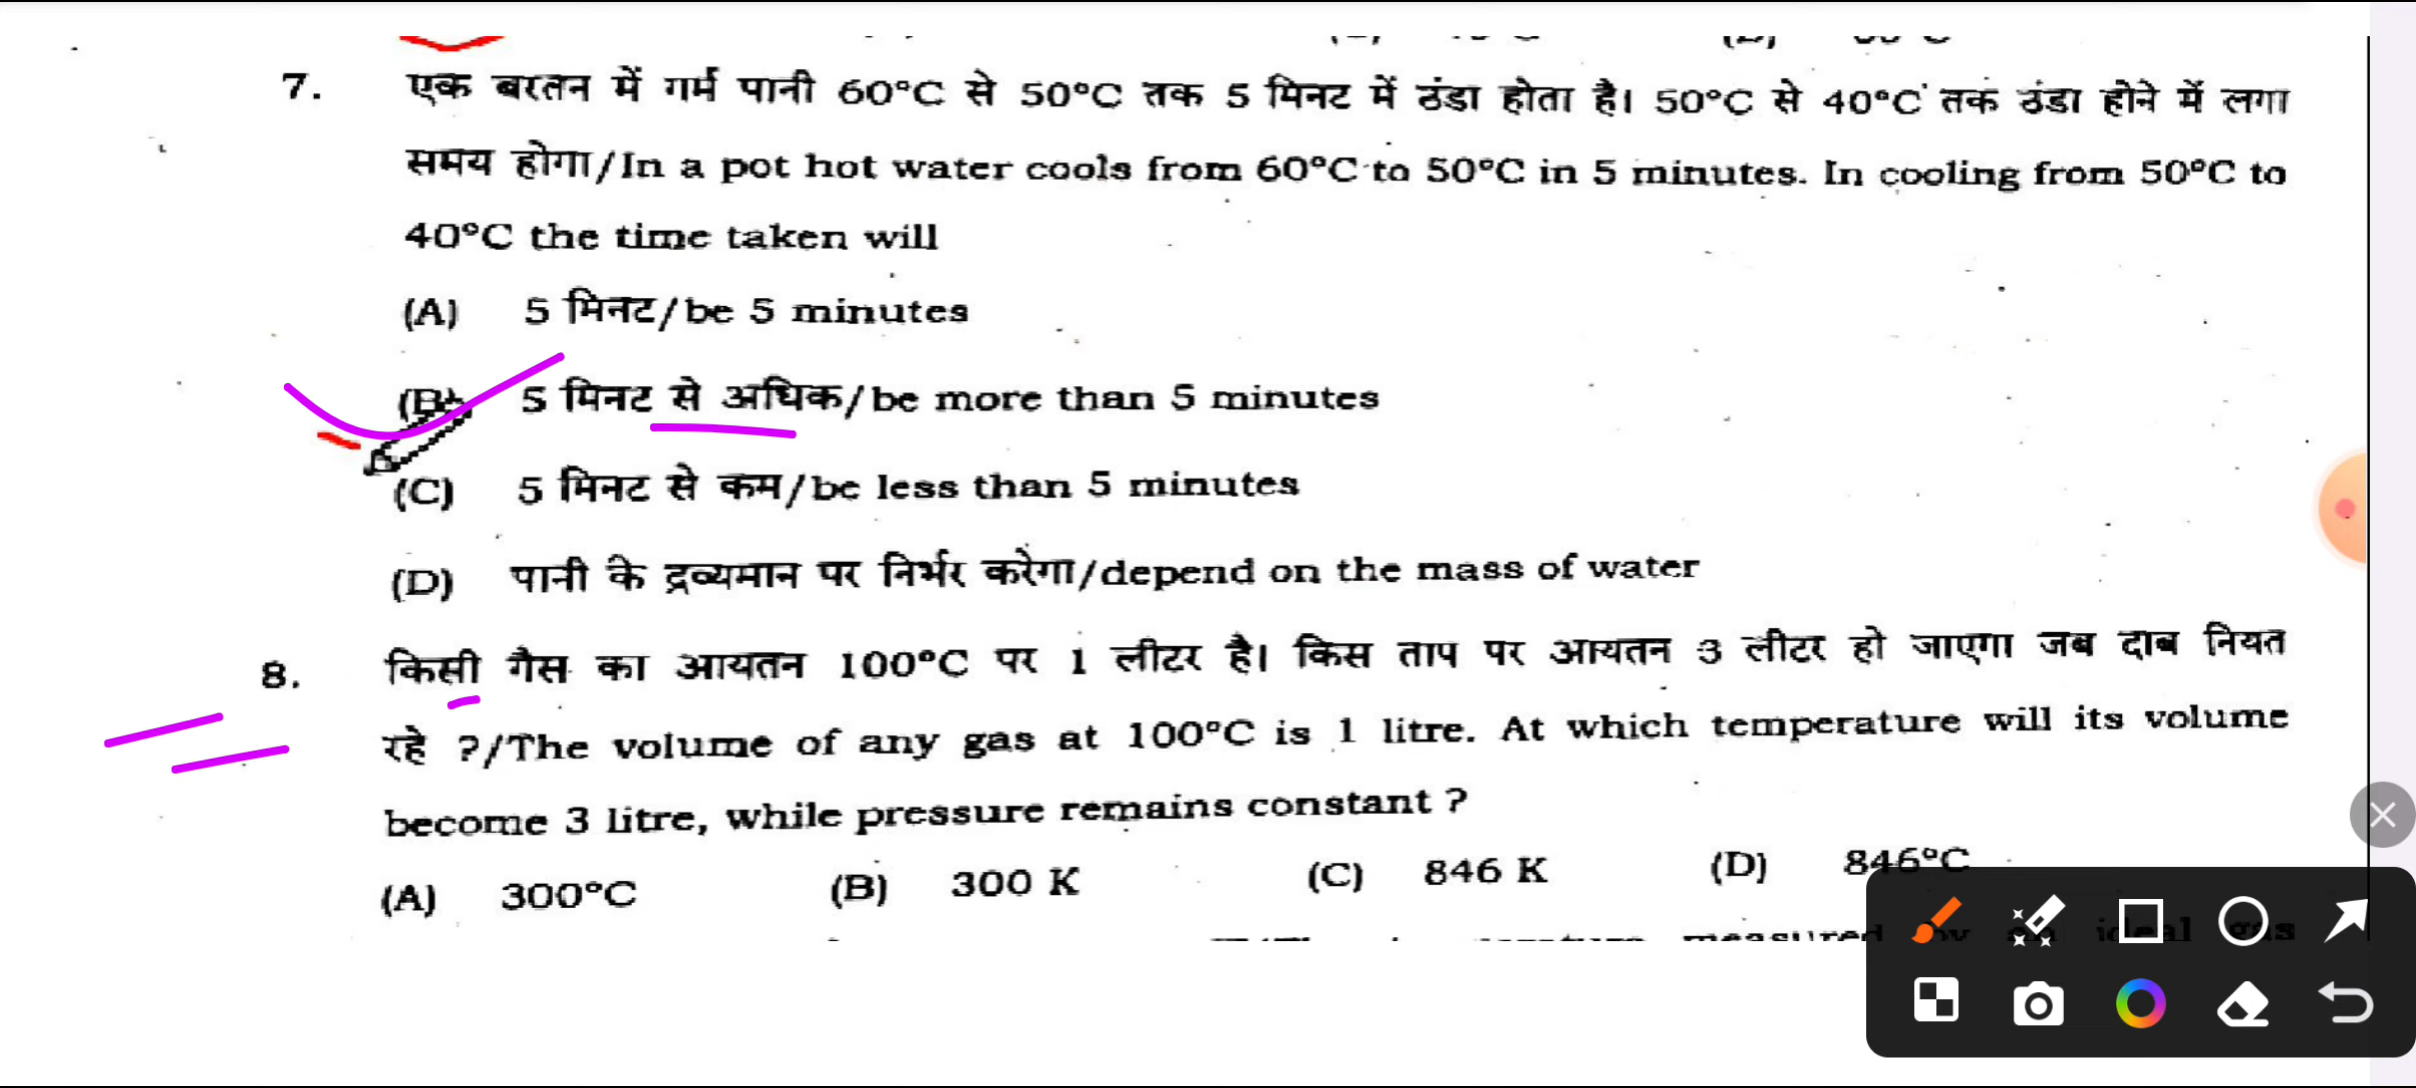 7. एक बरतन में गर्म पानी 60°C से 50°C तक 5 मिनट में ठंडा होता है। 50°C से 40°C तक ठंडा होने में लगा
समय होगा/In a pot hot water cools from 60°C to 50°C in 5 minutes. In cooling from 50°C to
40°C the time taken will
(A) 5 मिनट/be 5 minutes
(B) 5 मिनट से अधिक/be more than 5 minutes
(C) 5 मिनट से कम/be less than 5 minutes
(D) पानी के द्रव्यमान पर निर्भर करेगा/depend on the mass of water
8. किसी गैस का आयतन 100°C पर 1 लीटर है। किस ताप पर आयतन 3 लीटर हो जाएगा जब दाब नियत
रहे ?/The volume of any gas at 100°C is 1 litre. At which temperature will its volume
become 3 litre, while pressure remains constant ?
(A) 300°C (B) 300 K (C) 846 K (D) 846°C
measured